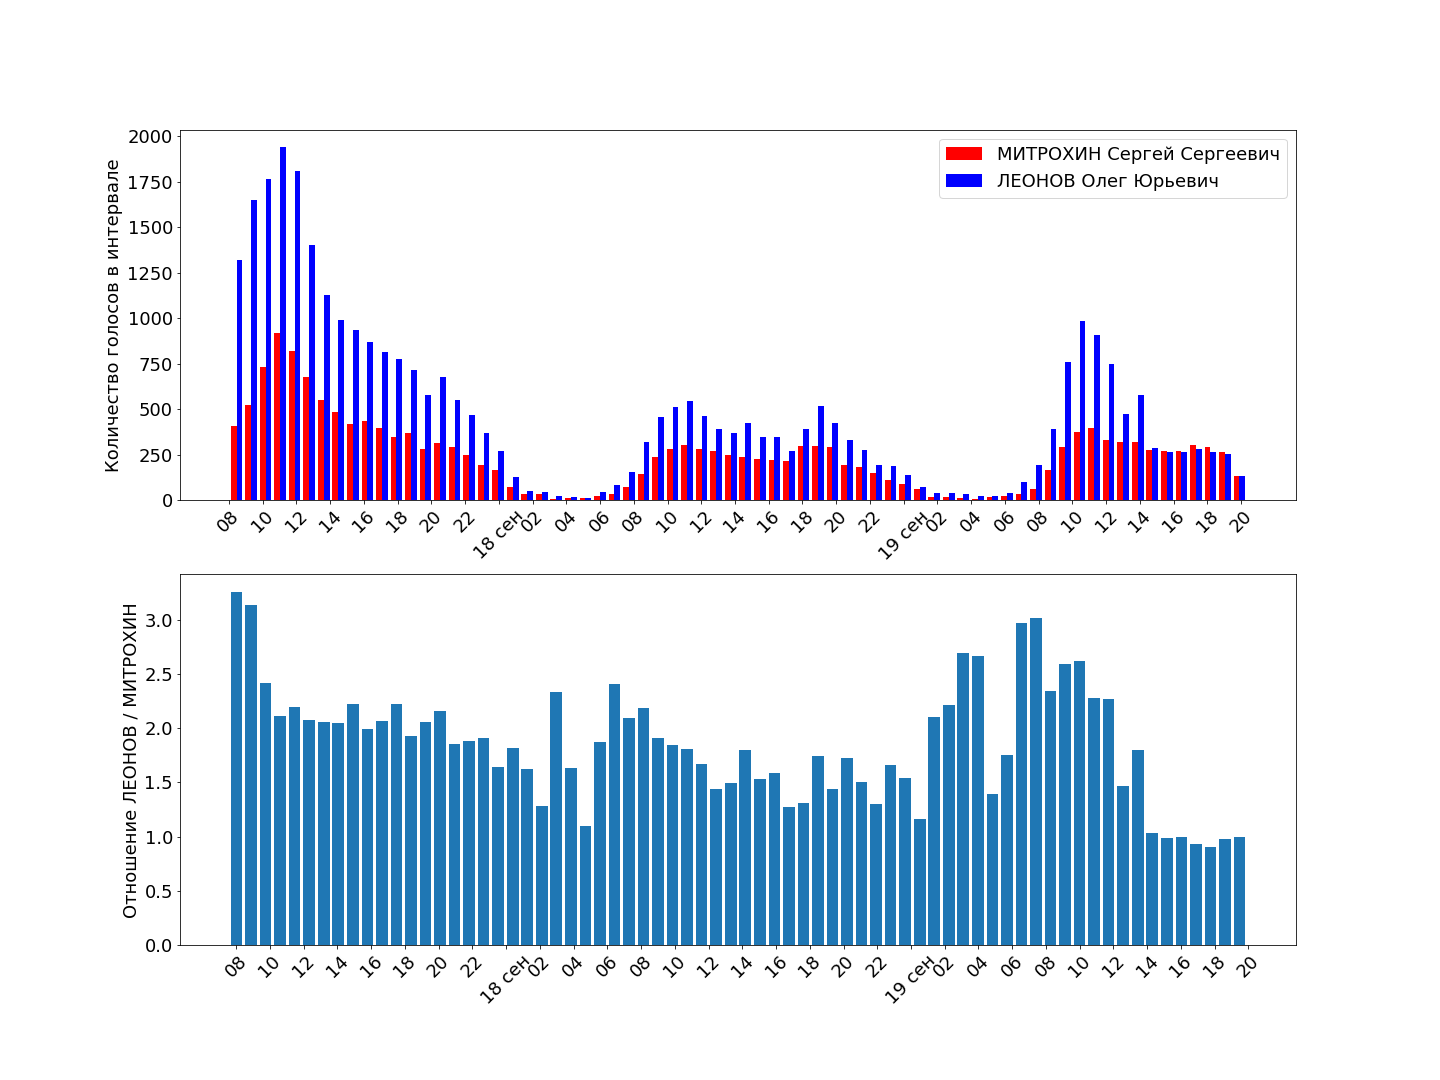 Количество голосов в интервале
2000
1750
1500
1250
1000
750
500
250
0
МИТРОХИН Сергей Сергеевич
ЛЕОНОВ Олег Юрьевич
08 10 12 14 16 18 20 22 18 сен 02 04 06 08 10 12 14 16 18 20 22 19 сен 02 04 06 08 10 12 14 16 18 20
Отношение ЛЕОНОВ / МИТРОХИН
3.0
2.5
2.0
1.5
1.0
0.5
0.0
08 10 12 14 16 18 20 22 18 сен 02 04 06 08 10 12 14 16 18 20 22 19 сен 02 04 06 08 10 12 14 16 18 20